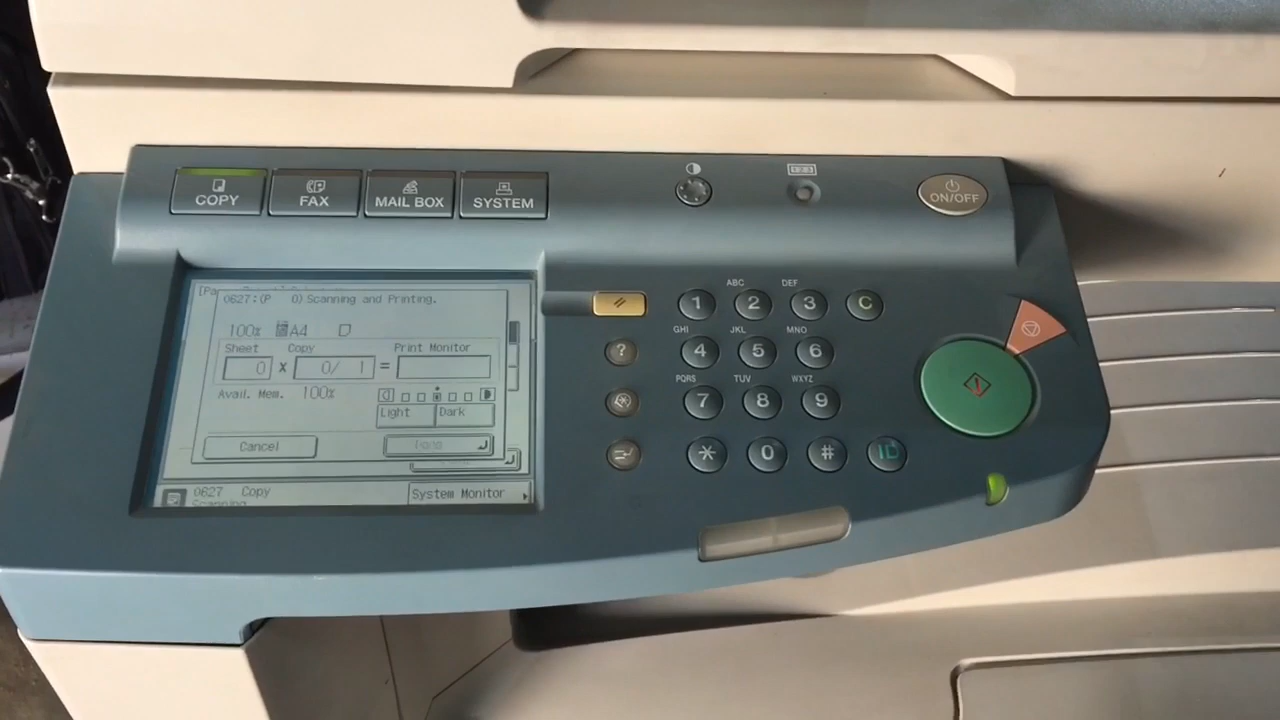 COPY
FAX
MAIL BOX
SYSTEM
ON/OFF
0627:(P 0)Scanning and Printing.
100% A4
Sheet Copy Print Monitor
0 x 0/ 1 =
Avail. Mem. 100%
Light Dark
Cancel Done
0627 Copy System Monitor
Scanning
ABC DEF
1 2 3 C
GHI JKL MNO
? 4 5 6
PQRS TUV WXYZ
7 8 9
* 0 # ID